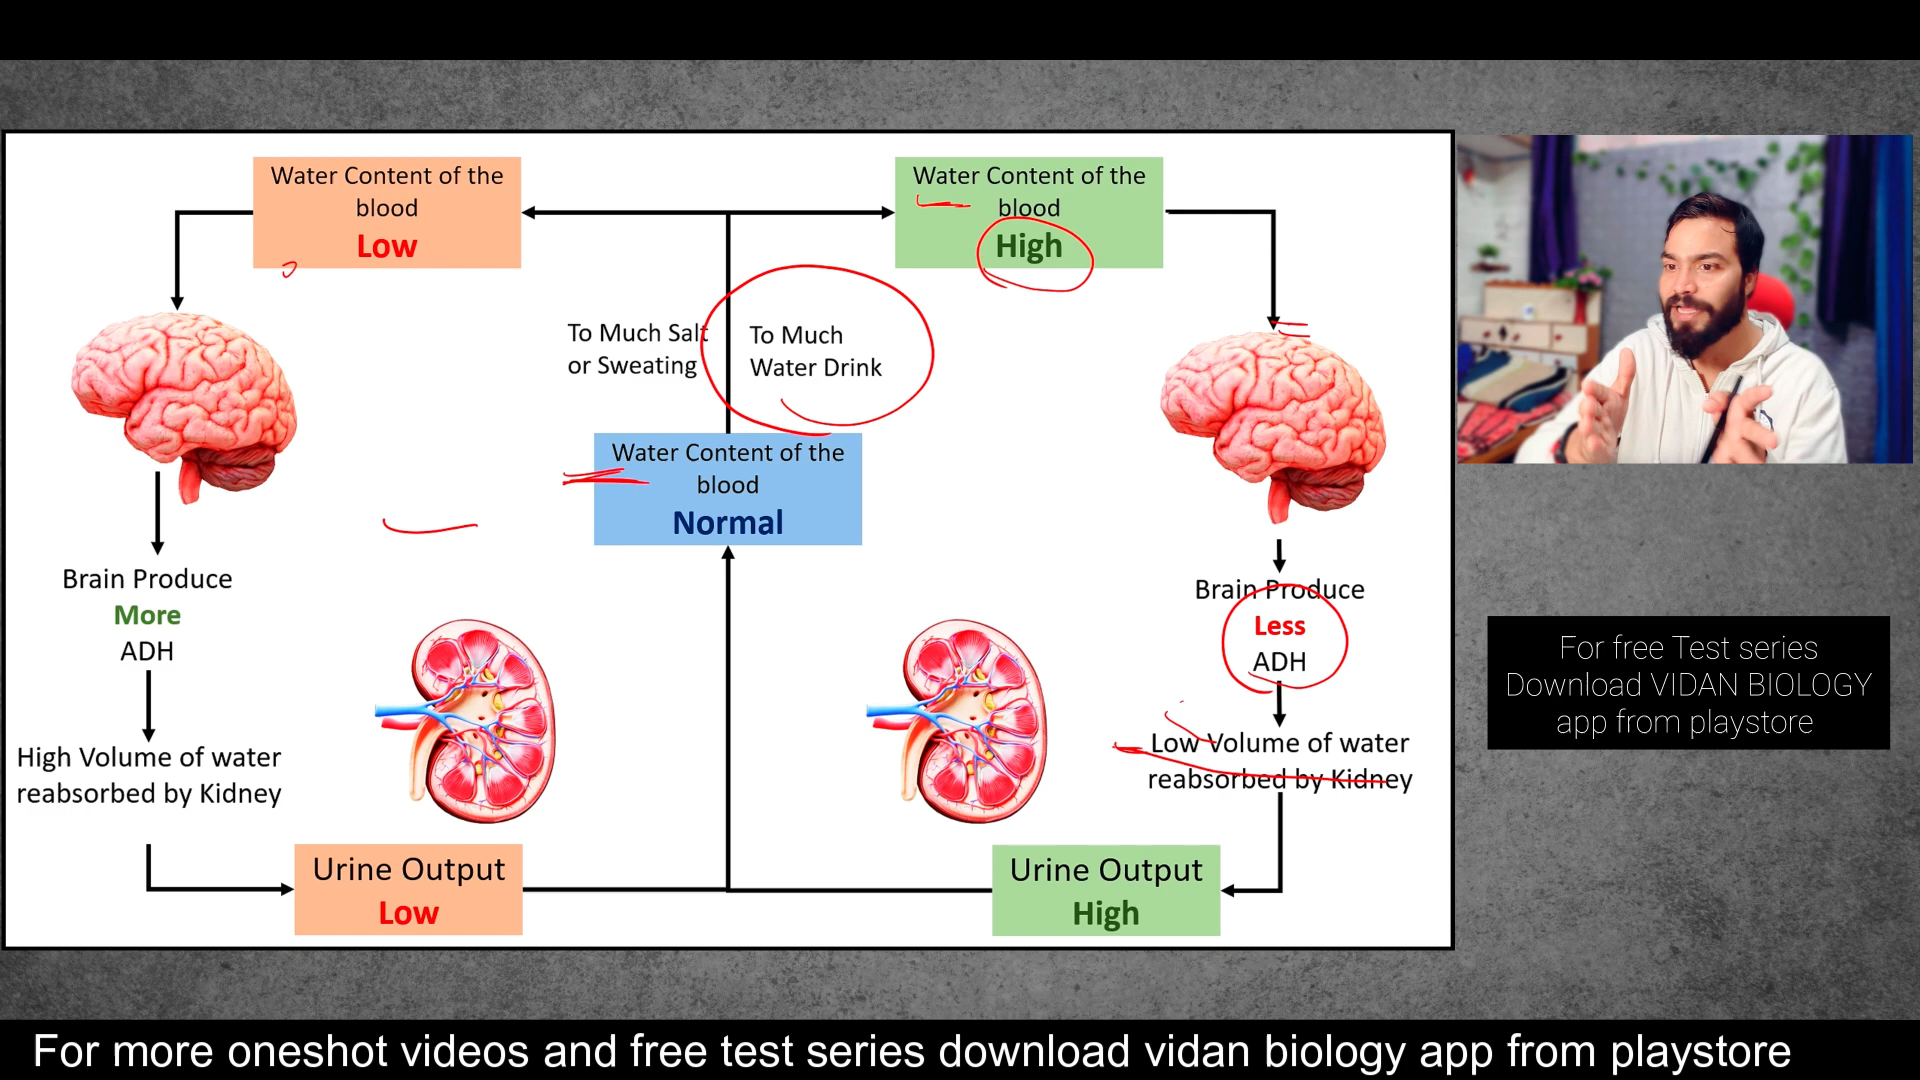 Water Content of the
blood
Low
Water Content of the
blood
High
To Much Salt
or Sweating
To Much
Water Drink
Water Content of the
blood
Normal
Brain Produce
More
ADH
Brain Produce
Less
ADH
High Volume of water
reabsorbed by Kidney
Low Volume of water
reabsorbed by Kidney
Urine Output
Low
Urine Output
High
For free Test series
Download VIDAN BIOLOGY
app from playstore
For more oneshot videos and free test series download vidan biology app from playstore